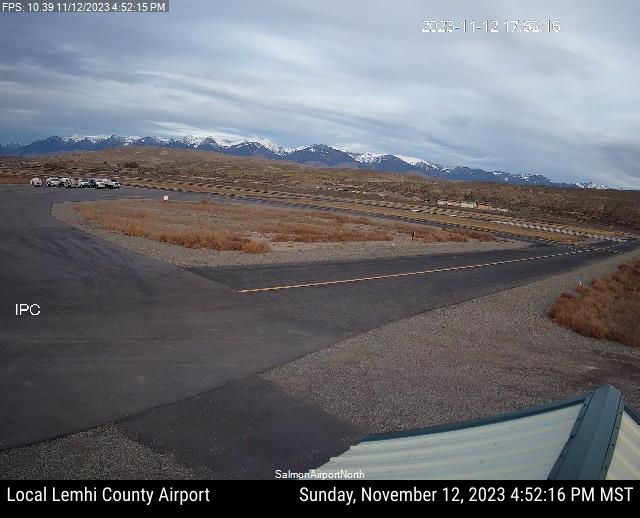 FPS: 10.39 11/12/2023 4:52:15 PM
2023-11-12 17:52:16
IPC
SalmonAirportNorth
Local Lemhi County Airport
Sunday, November 12, 2023 4:52:16 PM MST